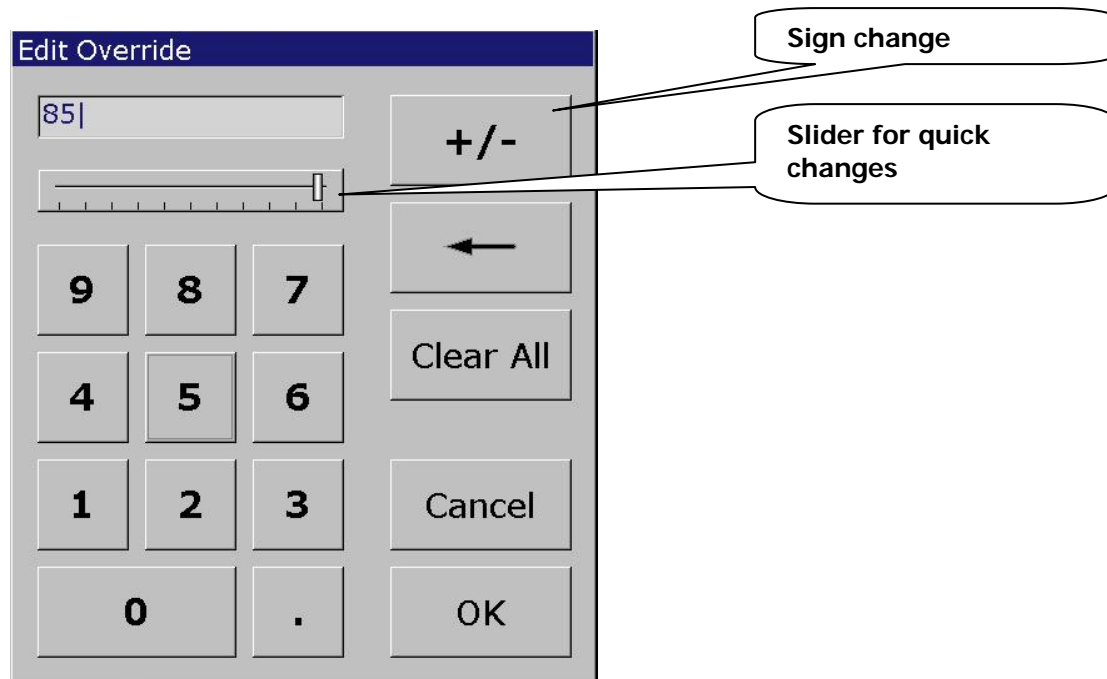 Edit Override
Sign change
85
+/-
Slider for quick
changes
9 8 7
Clear All
4 5 6
1 2 3
Cancel
0 .
OK